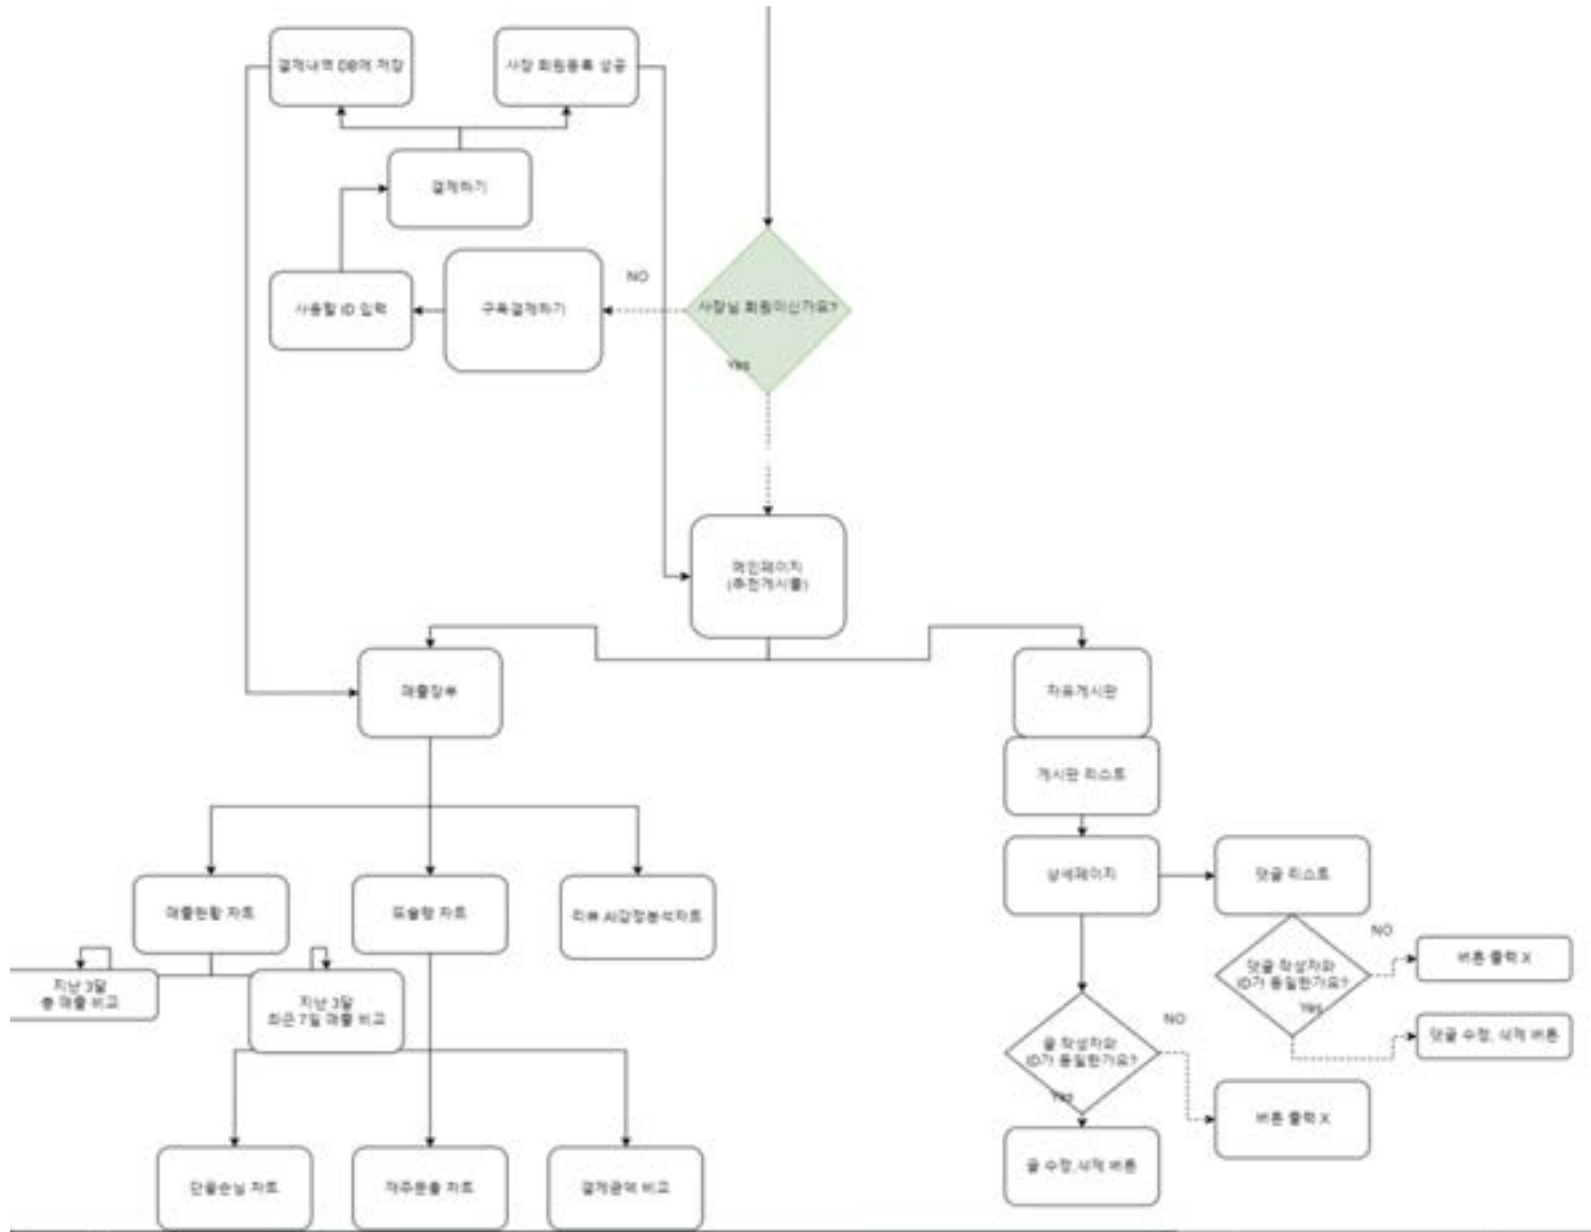 결제내역 DB에 저장
사장 회원등록 성공
결제하기
사용할 ID 입력
구독결제하기
NO
사장님 회원이신가요?
Yes
메인페이지
(추천게시물)
매출장부
자유게시판
게시판 리스트
상세페이지
댓글 리스트
매출현황 차트
또슐랭 차트
리뷰 AI감정분석차트
지난 3달
총 매출 비교
지난 3달
최근 7일 매출 비교
NO
댓글 작성자와
ID가 동일한가요?
Yes
버튼 출력 X
댓글 수정, 삭제 버튼
NO
글 작성자와
ID가 동일한가요?
Yes
버튼 출력 X
글 수정,삭제 버튼
단골손님 차트
재주문율 차트
결제금액 비교